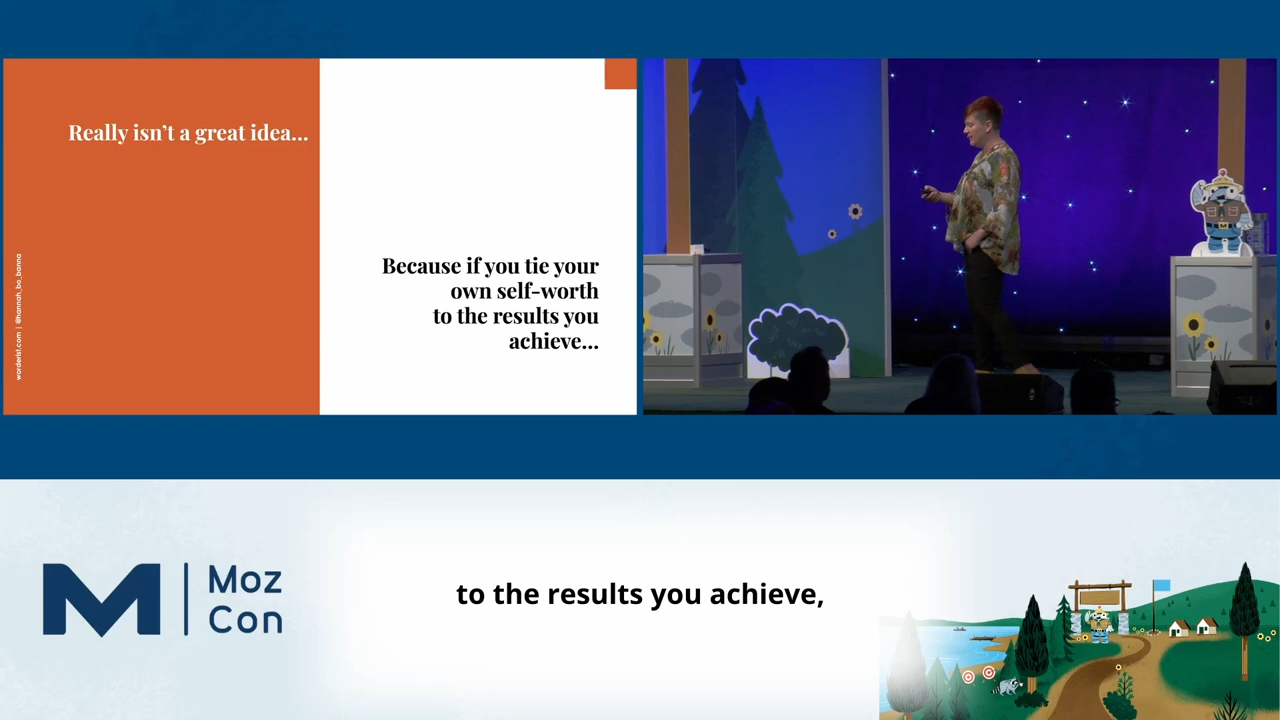 Really isn’t a great idea...
Because if you tie your
own self-worth
to the results you
achieve...
worderist.com | @hannah_bo_banna
M
Moz
Con
to the results you achieve,